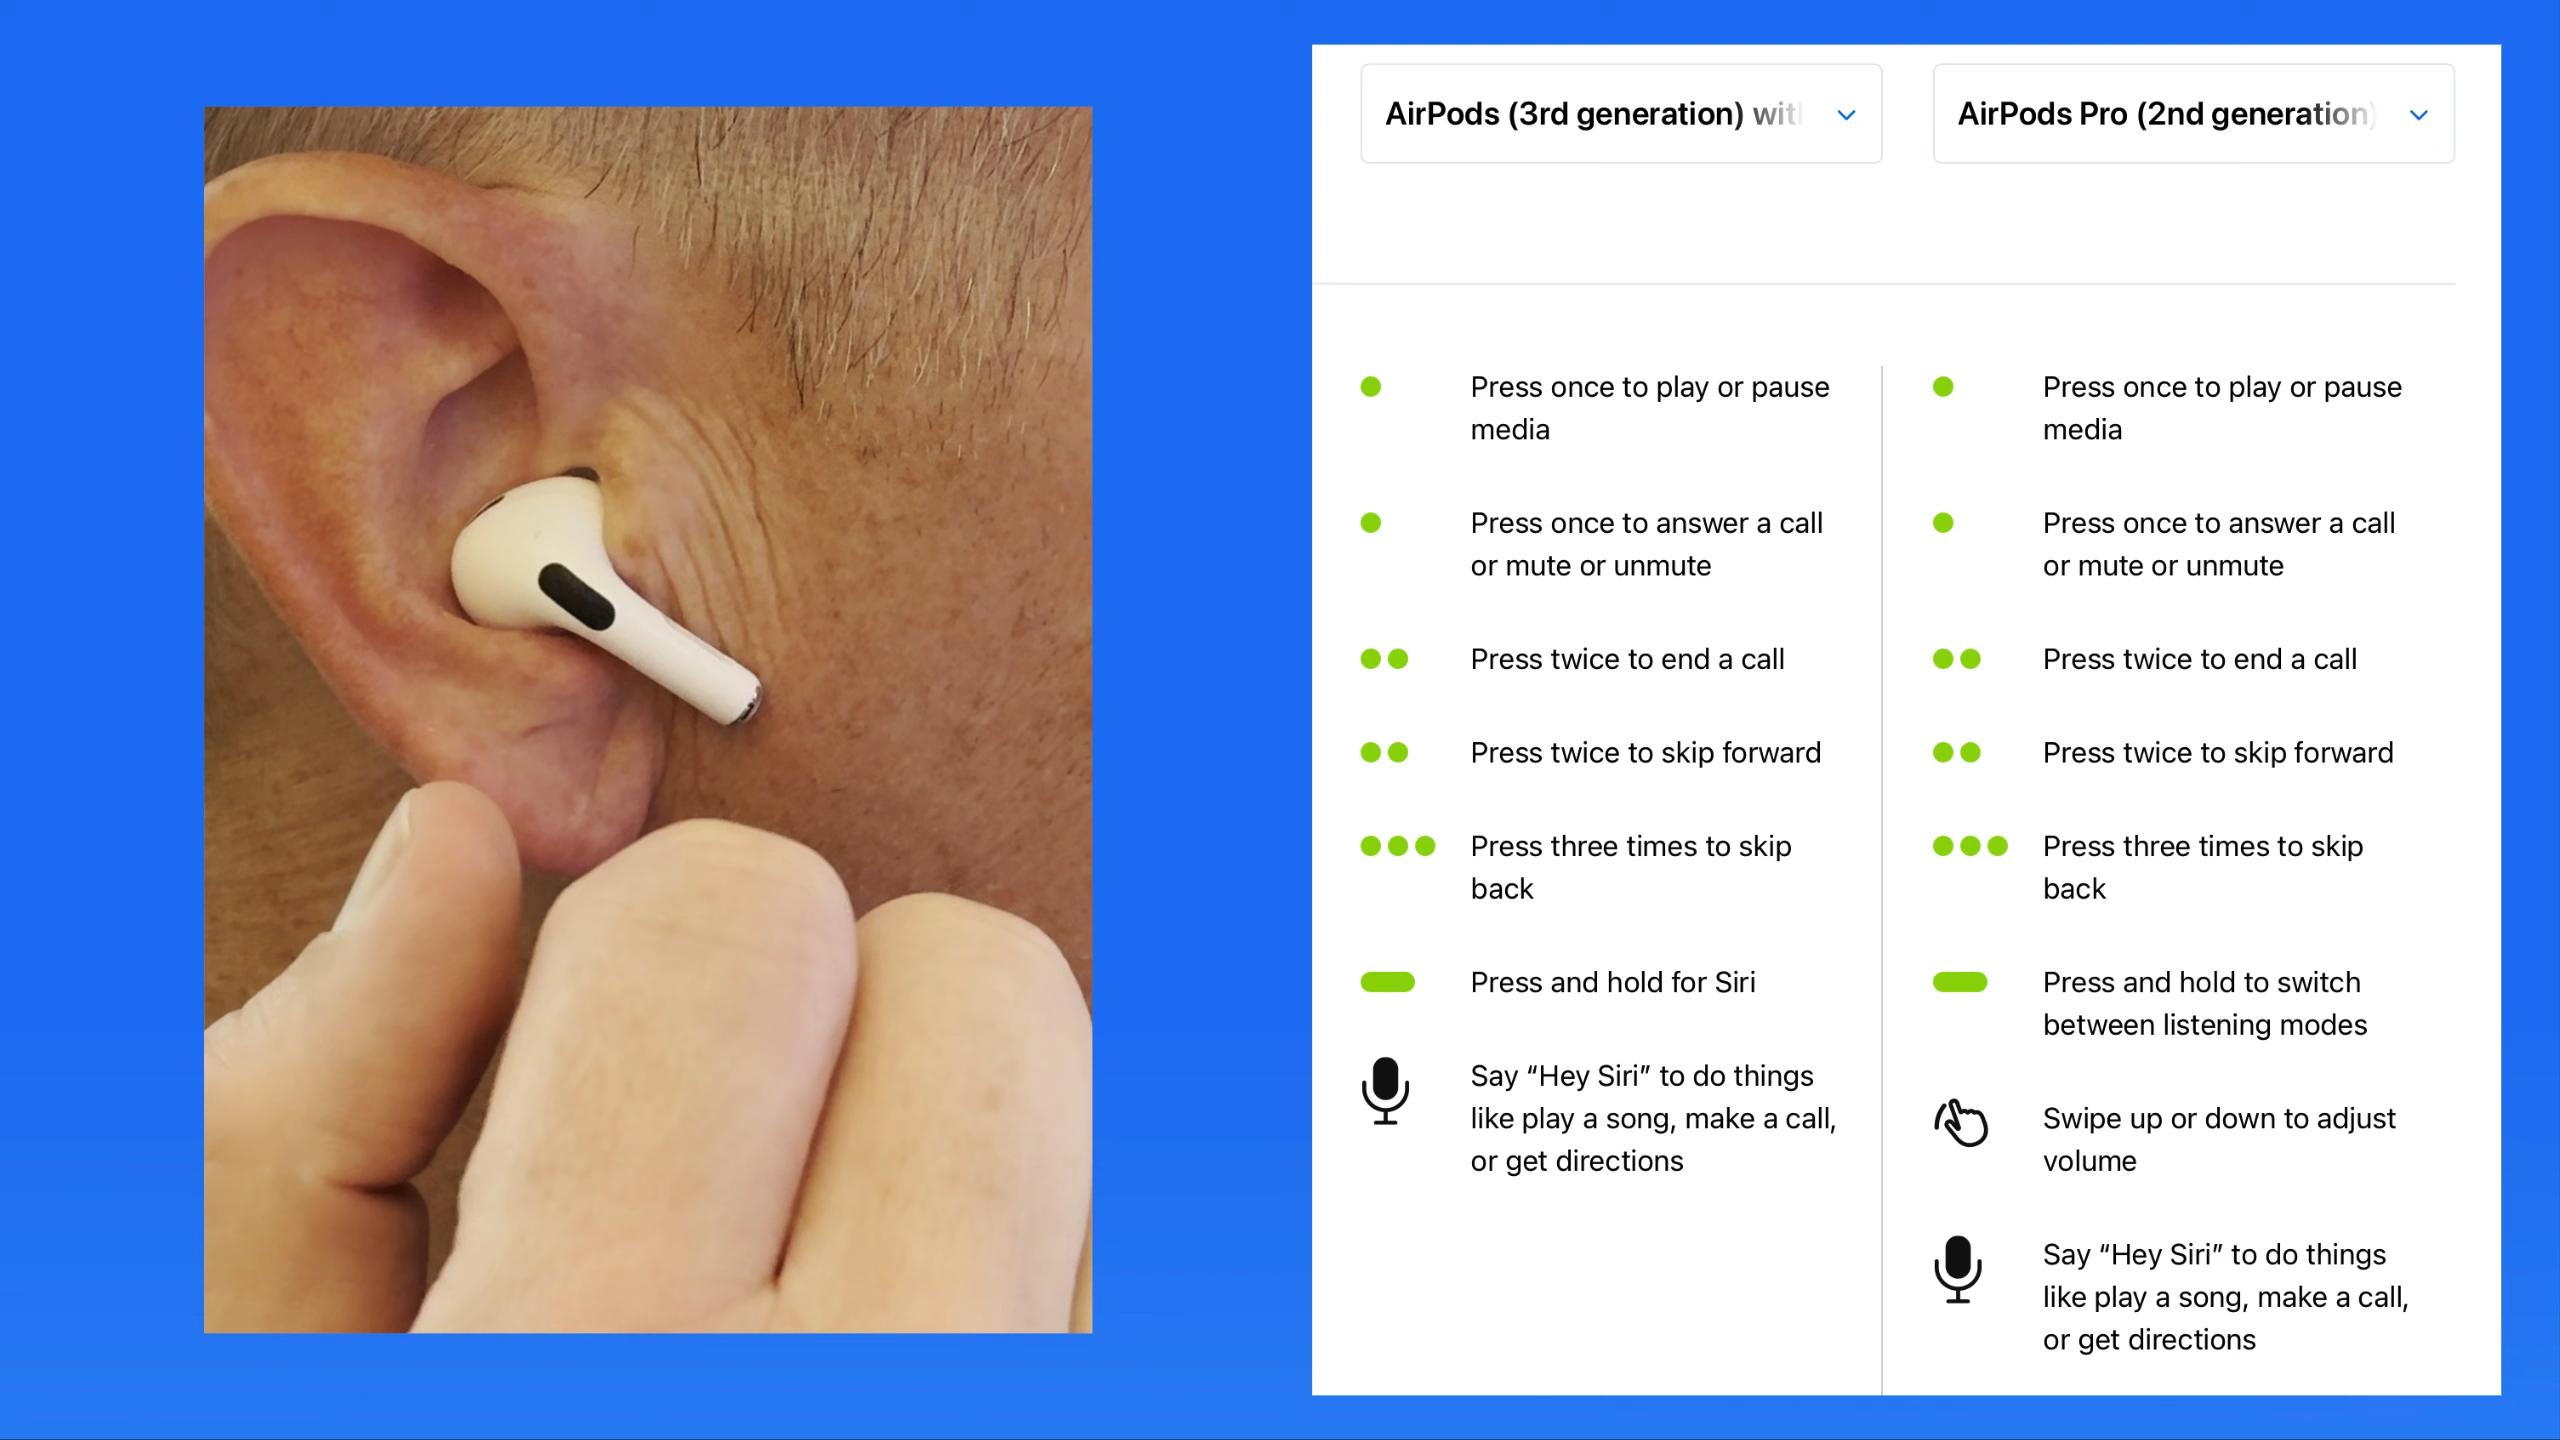 AirPods (3rd generation) with
AirPods Pro (2nd generation)
Press once to play or pause
media
Press once to answer a call
or mute or unmute
Press twice to end a call
Press twice to skip forward
Press three times to skip
back
Press and hold for Siri
Say “Hey Siri” to do things
like play a song, make a call,
or get directions
Press once to play or pause
media
Press once to answer a call
or mute or unmute
Press twice to end a call
Press twice to skip forward
Press three times to skip
back
Press and hold to switch
between listening modes
Swipe up or down to adjust
volume
Say “Hey Siri” to do things
like play a song, make a call,
or get directions